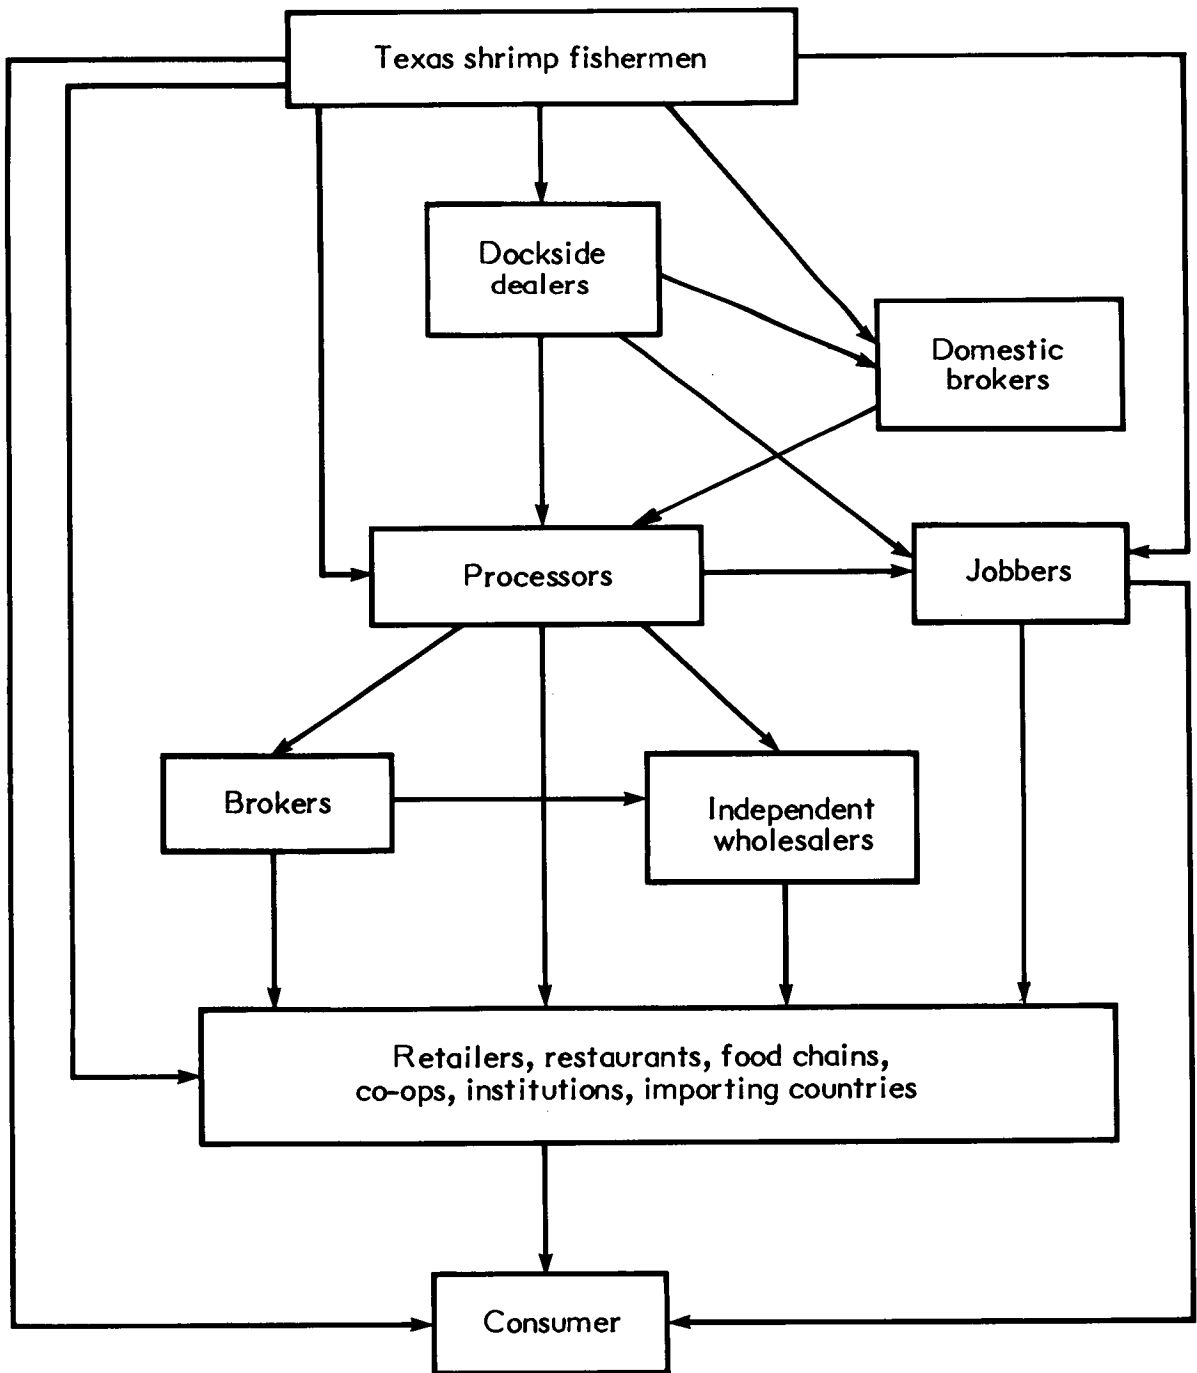 Texas shrimp fishermen
Dockside
dealers
Domestic
brokers
Processors
Jobbers
Brokers
Independent
wholesalers
Retailers, restaurants, food chains,
co-ops, institutions, importing countries
Consumer